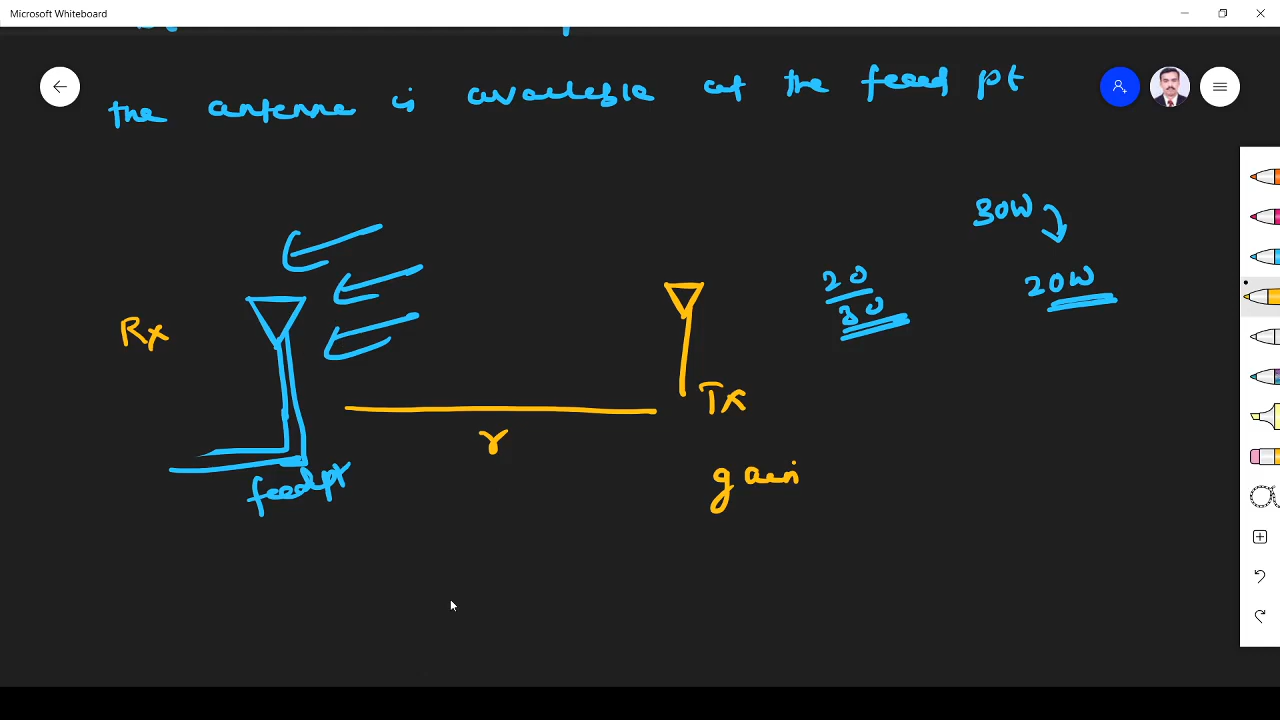 Microsoft Whiteboard
the antenna is available at the feed pt
30W
20W
20
30
Rx
Tx
r
gain
feed pt